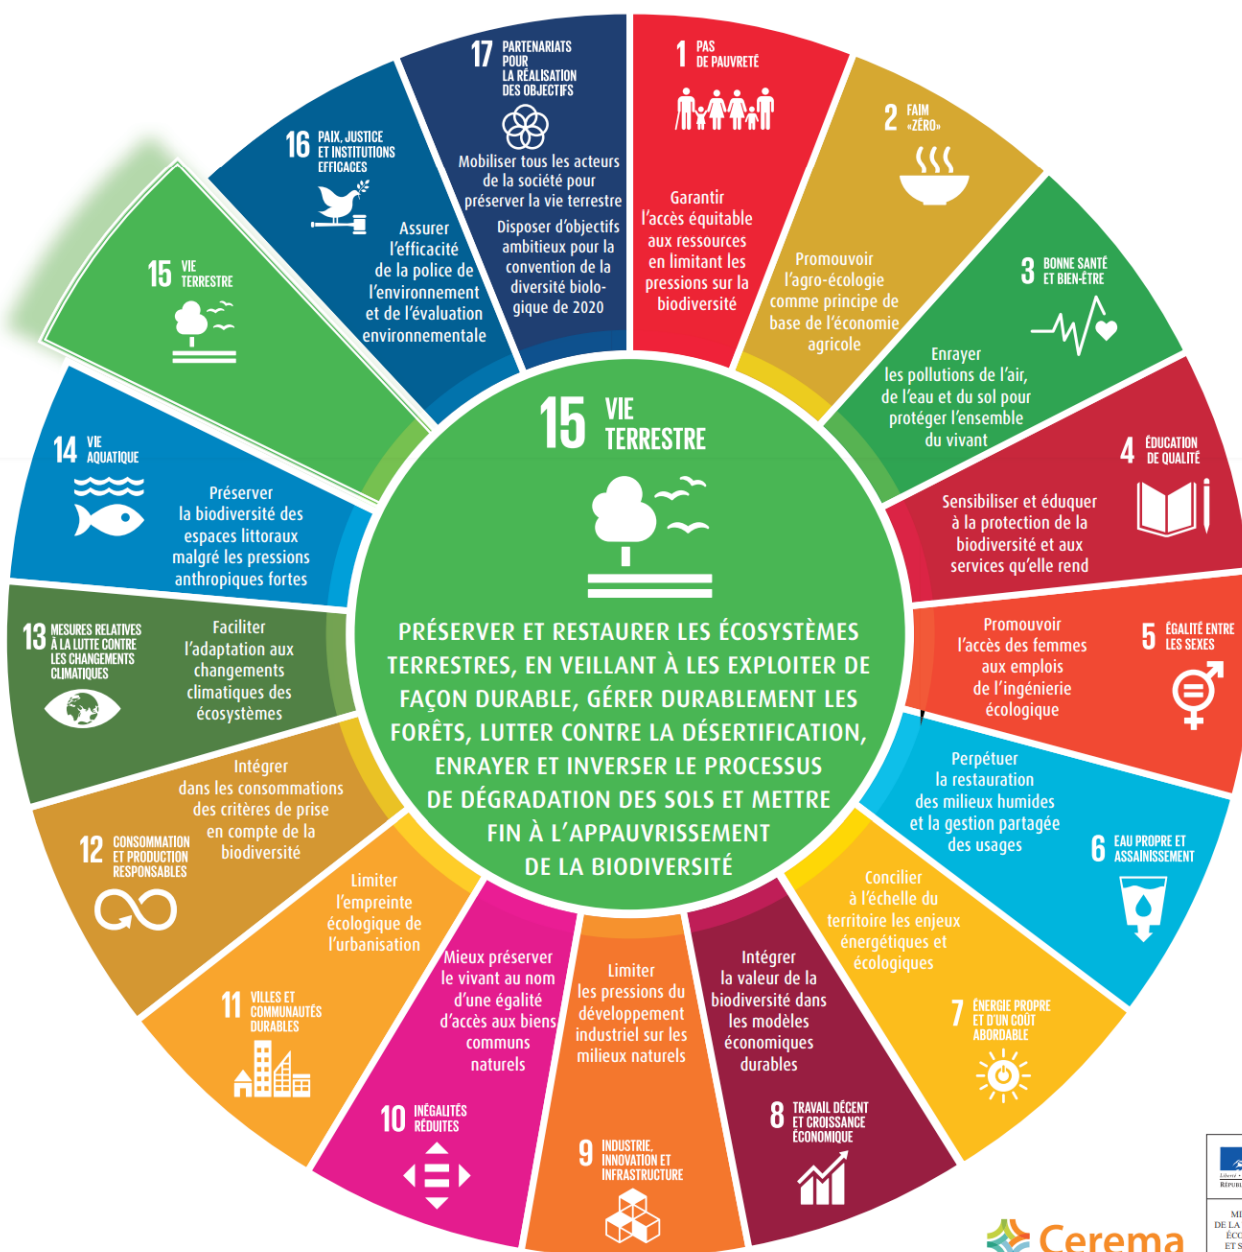 17 PARTENARIATS
POUR
LA RÉALISATION
DES OBJECTIFS
Mobiliser tous les acteurs
de la société pour
préserver la vie terrestre
Disposer d'objectifs
ambitieux pour la
convention de la
diversité biolo-
gique de 2020
1 PAS
DE PAUVRETÉ
Garantir
l'accès équitable
aux ressources
en limitant les
pressions sur la
biodiversité
2 FAIM
«ZÉRO»
Promouvoir
l'agro-écologie
comme principe de
base de l'économie
agricole
3 BONNE SANTÉ
ET BIEN-ÊTRE
Enrayer
les pollutions de l'air,
de l'eau et du sol pour
protéger l'ensemble
du vivant
4 ÉDUCATION
DE QUALITÉ
Sensibiliser et éduquer
à la protection de la
biodiversité et aux
services qu'elle rend
5 ÉGALITÉ ENTRE
LES SEXES
Promouvoir
l'accès des femmes
aux emplois
de l'ingénierie
écologique
6 EAU PROPRE ET
ASSAINISSEMENT
Perpétuer
la restauration
des milieux humides
et la gestion partagée
des usages
7 ÉNERGIE PROPRE
ET D'UN COÛT
ABORDABLE
Concilier
à l'échelle du
territoire les enjeux
énergétiques et
écologiques
8 TRAVAIL DÉCENT
ET CROISSANCE
ÉCONOMIQUE
Intégrer
la valeur de la
biodiversité dans
les modèles
économiques
durables
9 INDUSTRIE,
INNOVATION ET
INFRASTRUCTURE
Limiter
les pressions du
développement
industriel sur les
milieux naturels
10 INÉGALITÉS
RÉDUITES
Mieux préserver
le vivant au nom
d'une égalité
d'accès aux biens
communs
naturels
11 VILLES ET
COMMUNAUTÉS
DURABLES
Limiter
l'empreinte
écologique de
l'urbanisation
12 CONSOMMATION
ET PRODUCTION
RESPONSABLES
Intégrer
dans les consommations
des critères de prise
en compte de la
biodiversité
13 MESURES RELATIVES
À LA LUTTE CONTRE
LES CHANGEMENTS
CLIMATIQUES
Faciliter
l'adaptation aux
changements
climatiques des
écosystèmes
14 VIE
AQUATIQUE
Préserver
la biodiversité des
espaces littoraux
malgré les pressions
anthropiques fortes
15 VIE
TERRESTRE
16 PAIX, JUSTICE
ET INSTITUTIONS
EFFICACES
Assurer
l'efficacité
de la police de
l'environnement
et de l'évaluation
environnementale
15 VIE
TERRESTRE
PRÉSERVER ET RESTAURER LES ÉCOSYSTÈMES
TERRESTRES, EN VEILLANT À LES EXPLOITER DE
FAÇON DURABLE, GÉRER DURABLEMENT LES
FORÊTS, LUTTER CONTRE LA DÉSERTIFICATION,
ENRAYER ET INVERSER LE PROCESSUS
DE DÉGRADATION DES SOLS ET METTRE
FIN À L'APPAUVRISSEMENT
DE LA BIODIVERSITÉ
Cerema
DE LA
ET S